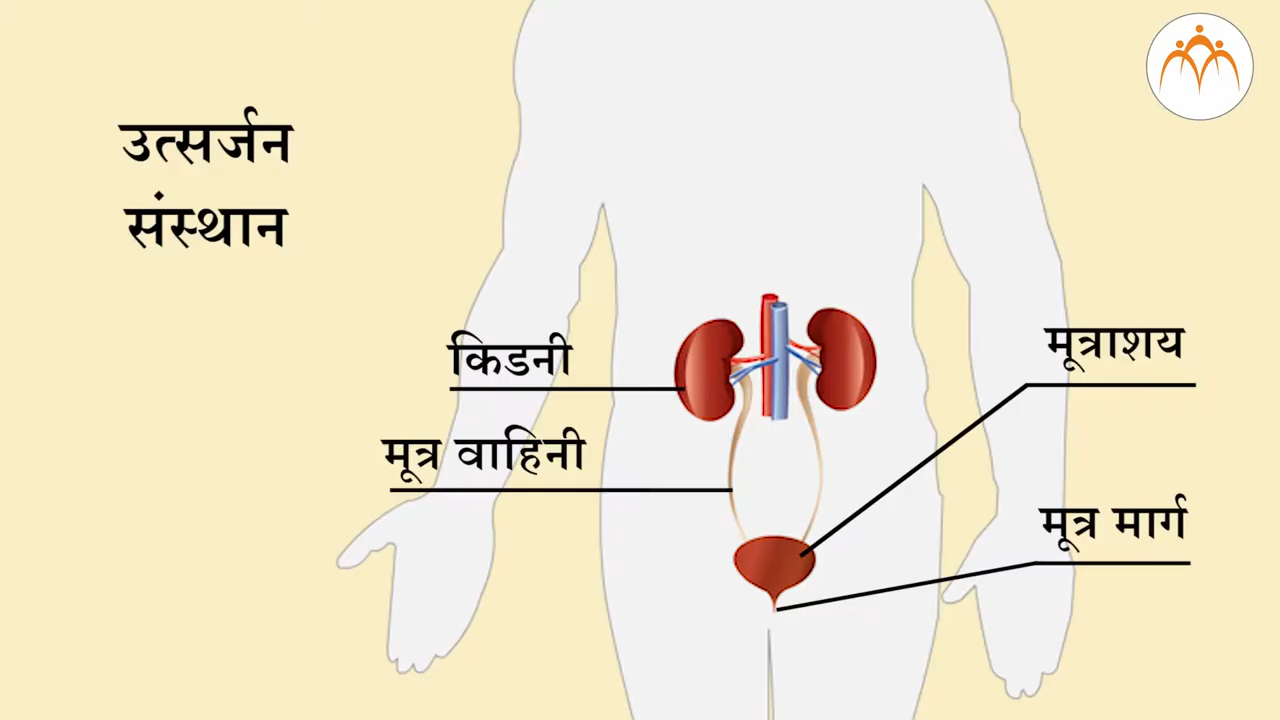 उत्सर्जन
संस्थान
किडनी
मूत्राशय
मूत्र वाहिनी
मूत्र मार्ग